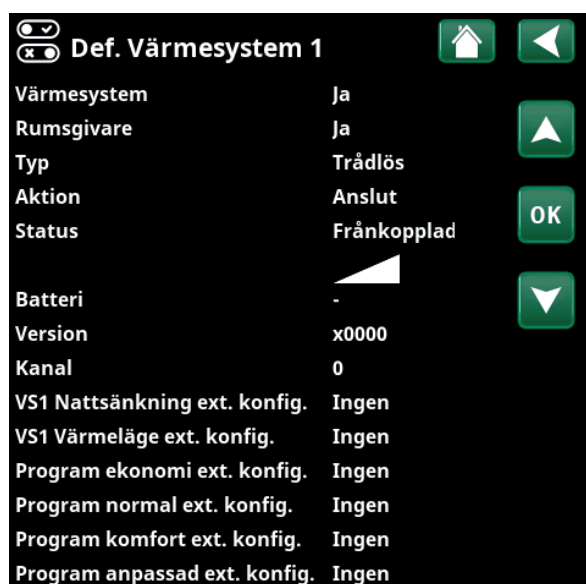 Def. Värmesystem 1
Värmesystem Ja
Rumsgivare Ja
Typ Trådlös
Aktion Anslut
OK
Status Frånkopplad
Batteri -
Version x0000
Kanal 0
VS1 Nattsänkning ext. konfig. Ingen
VS1 Värmeläge ext. konfig. Ingen
Program ekonomi ext. konfig. Ingen
Program normal ext. konfig. Ingen
Program komfort ext. konfig. Ingen
Program anpassad ext. konfig. Ingen